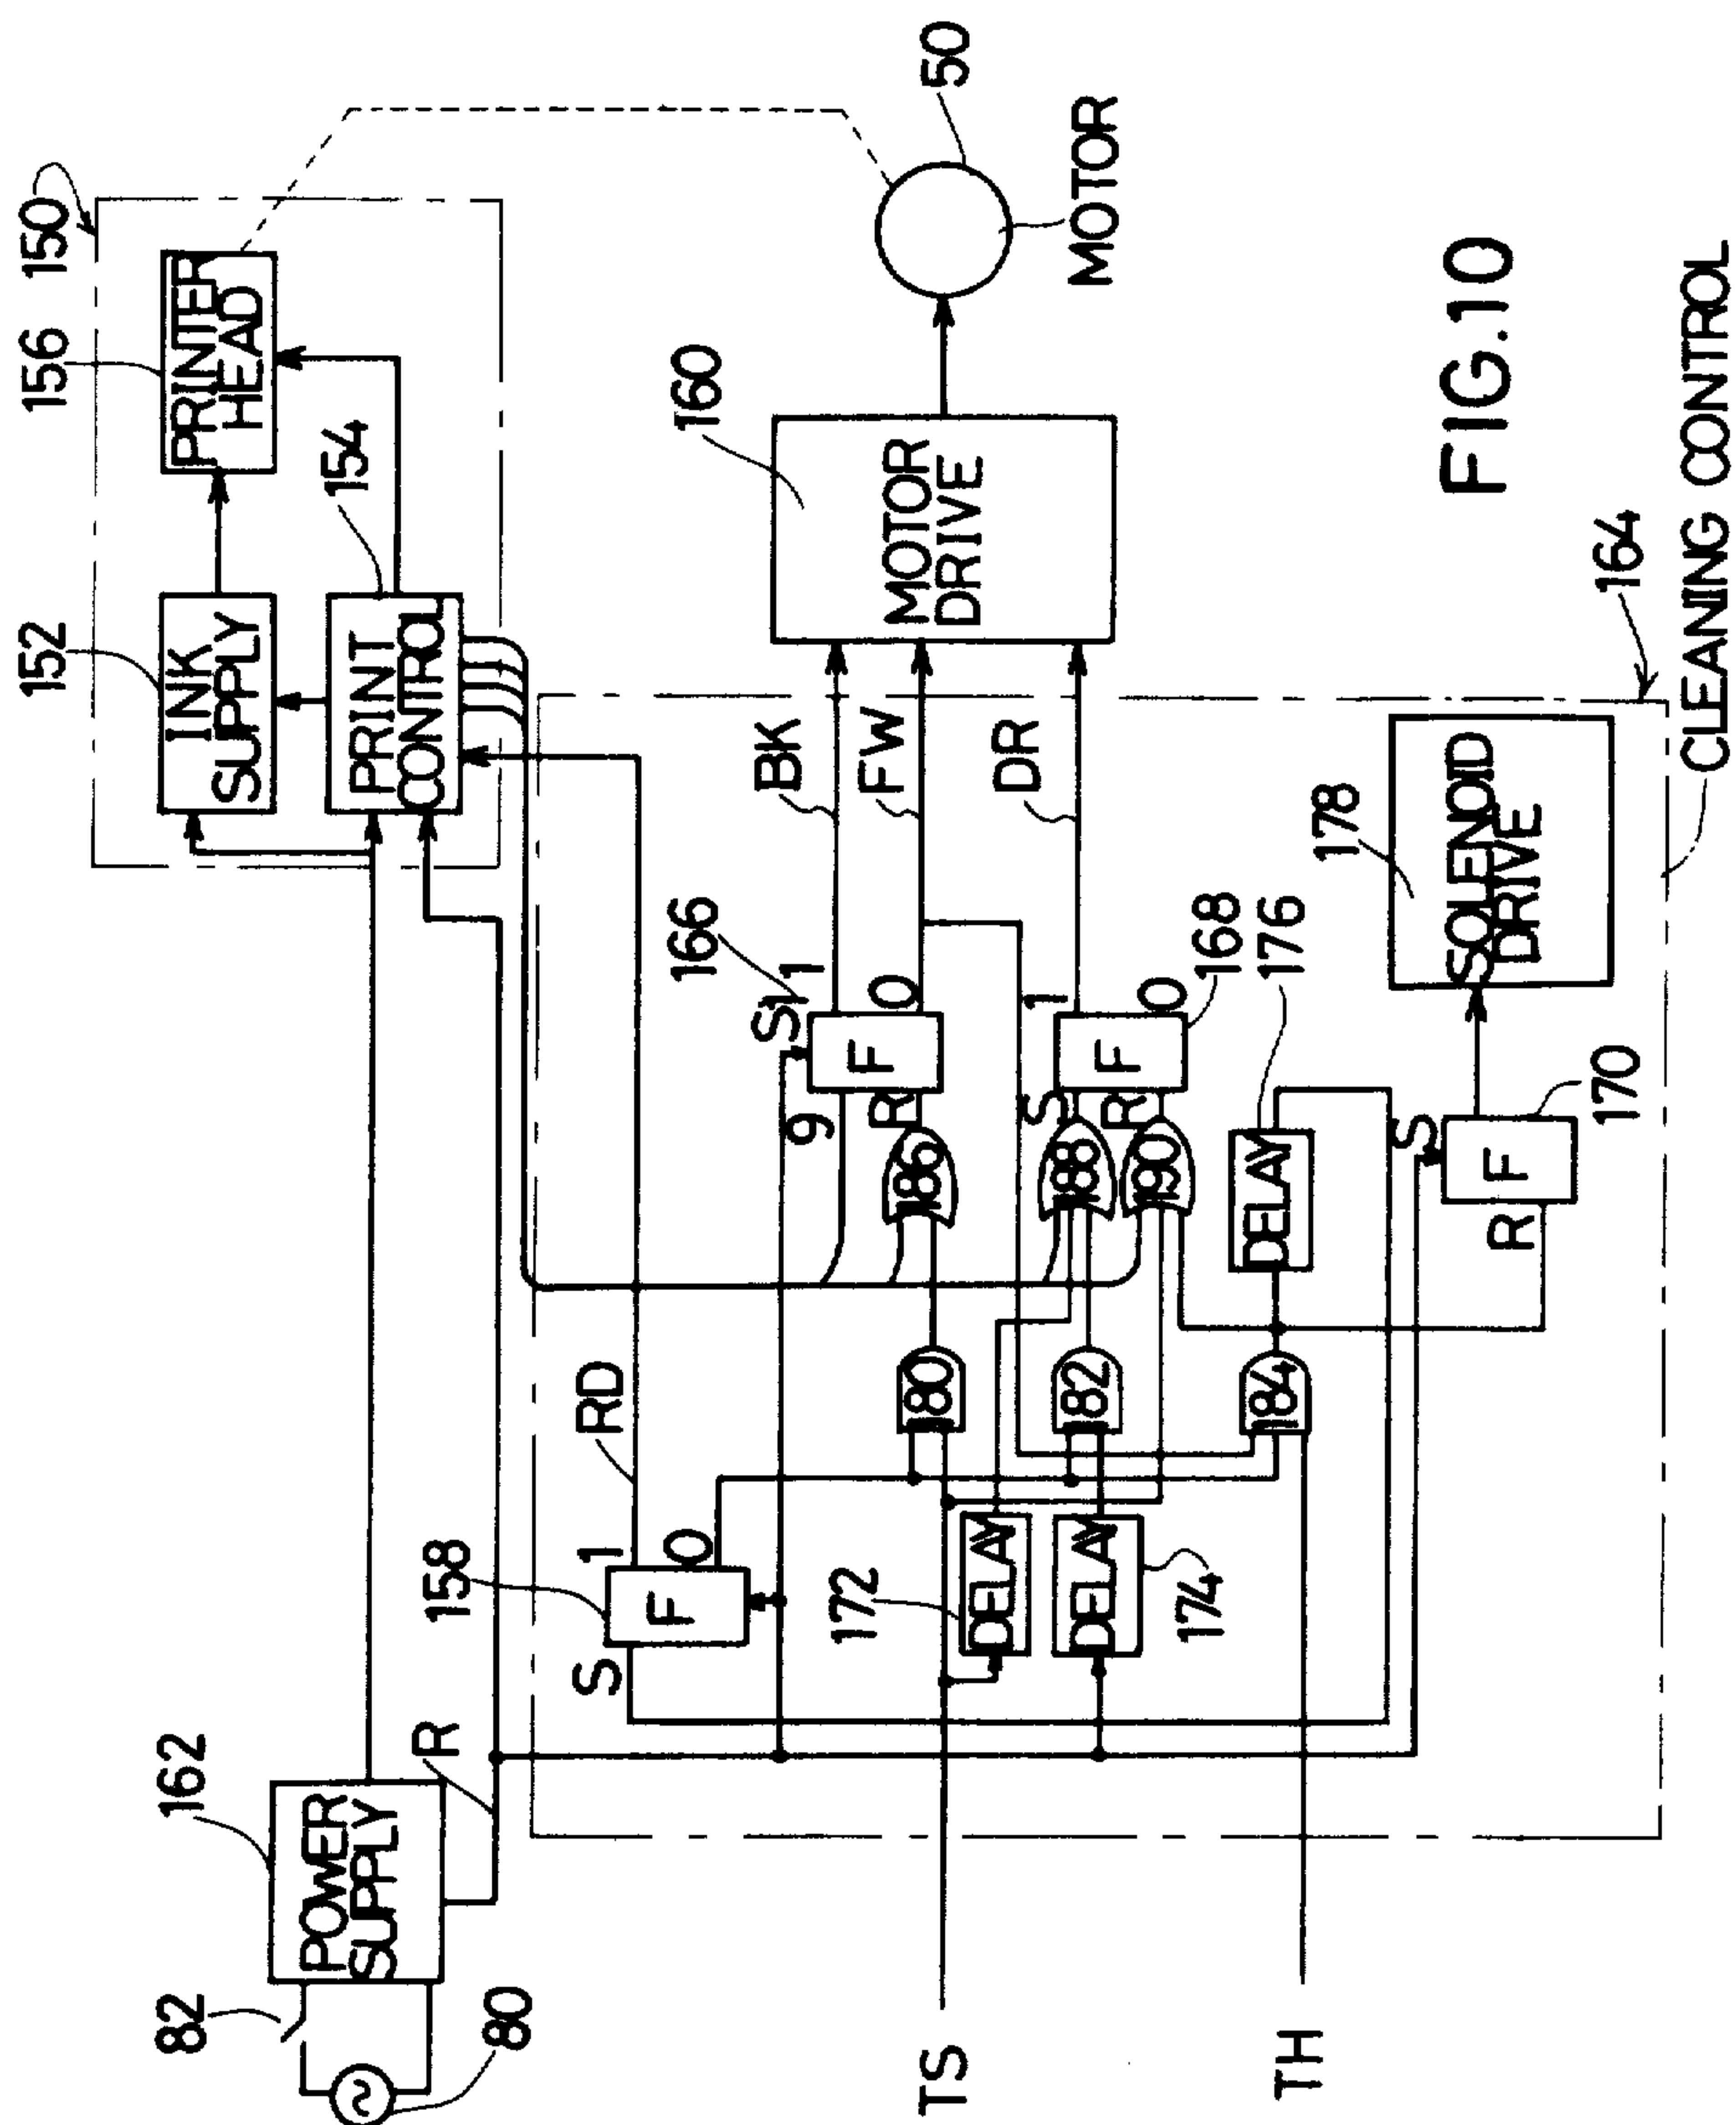 150
156
152
PRINTER
HEAD
INK
SUPPLY
154
PRINT
CONTROL
162
82
POWER
SUPPLY
80
R
158
S
F
1
0
RD
166
S
1
9
F
R
0
BK
FW
DR
160
MOTOR
DRIVE
50
MOTOR
186
180
TS
172
DELAY
174
DELAY
182
188
190
S
R
F
1
0
168
176
DELAY
184
TH
S
F
R
170
178
SOLENOID
DRIVE
164
CLEANING CONTROL
FIG.10